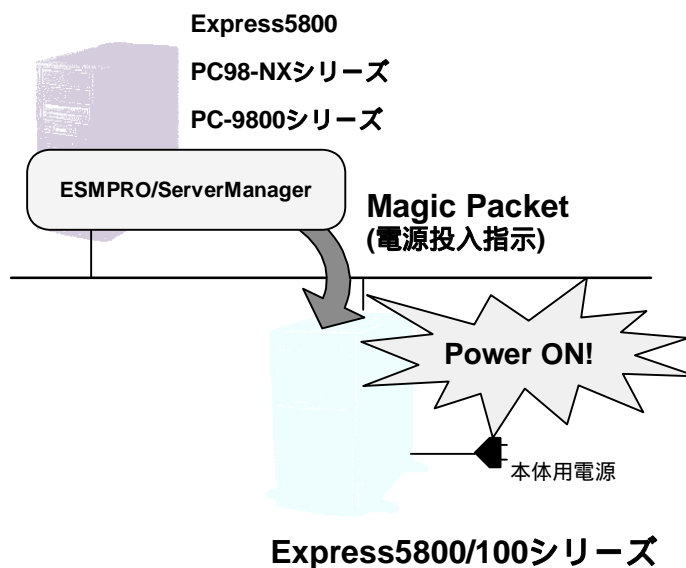 Express5800
PC98-NXシリーズ
PC-9800シリーズ
ESMPRO/ServerManager
Magic Packet
(電源投入指示)
Power ON!
本体用電源
Express5800/100シリーズ